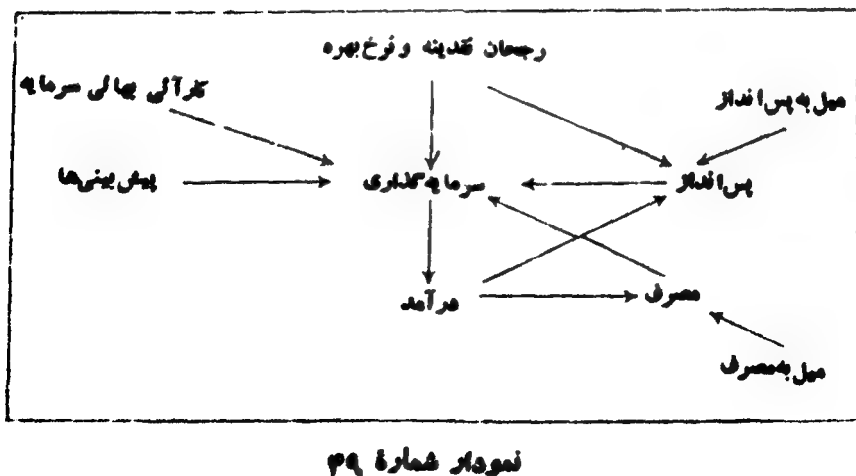 رجحان نقدینه و نرخ بهره
کارآئی بهائی سرمایه
میل به پس‌انداز
پیش‌بینی‌ها
سرمایه‌گذاری
پس‌انداز
درآمد
مصرف
میل به مصرف
نمودار شمارهٔ ۳۹